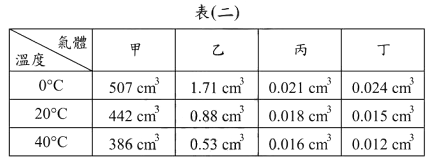 表(二)
氣體 甲 乙 丙 丁
溫度
0°C 507 cm³ 1.71 cm³ 0.021 cm³ 0.024 cm³
20°C 442 cm³ 0.88 cm³ 0.018 cm³ 0.015 cm³
40°C 386 cm³ 0.53 cm³ 0.016 cm³ 0.012 cm³